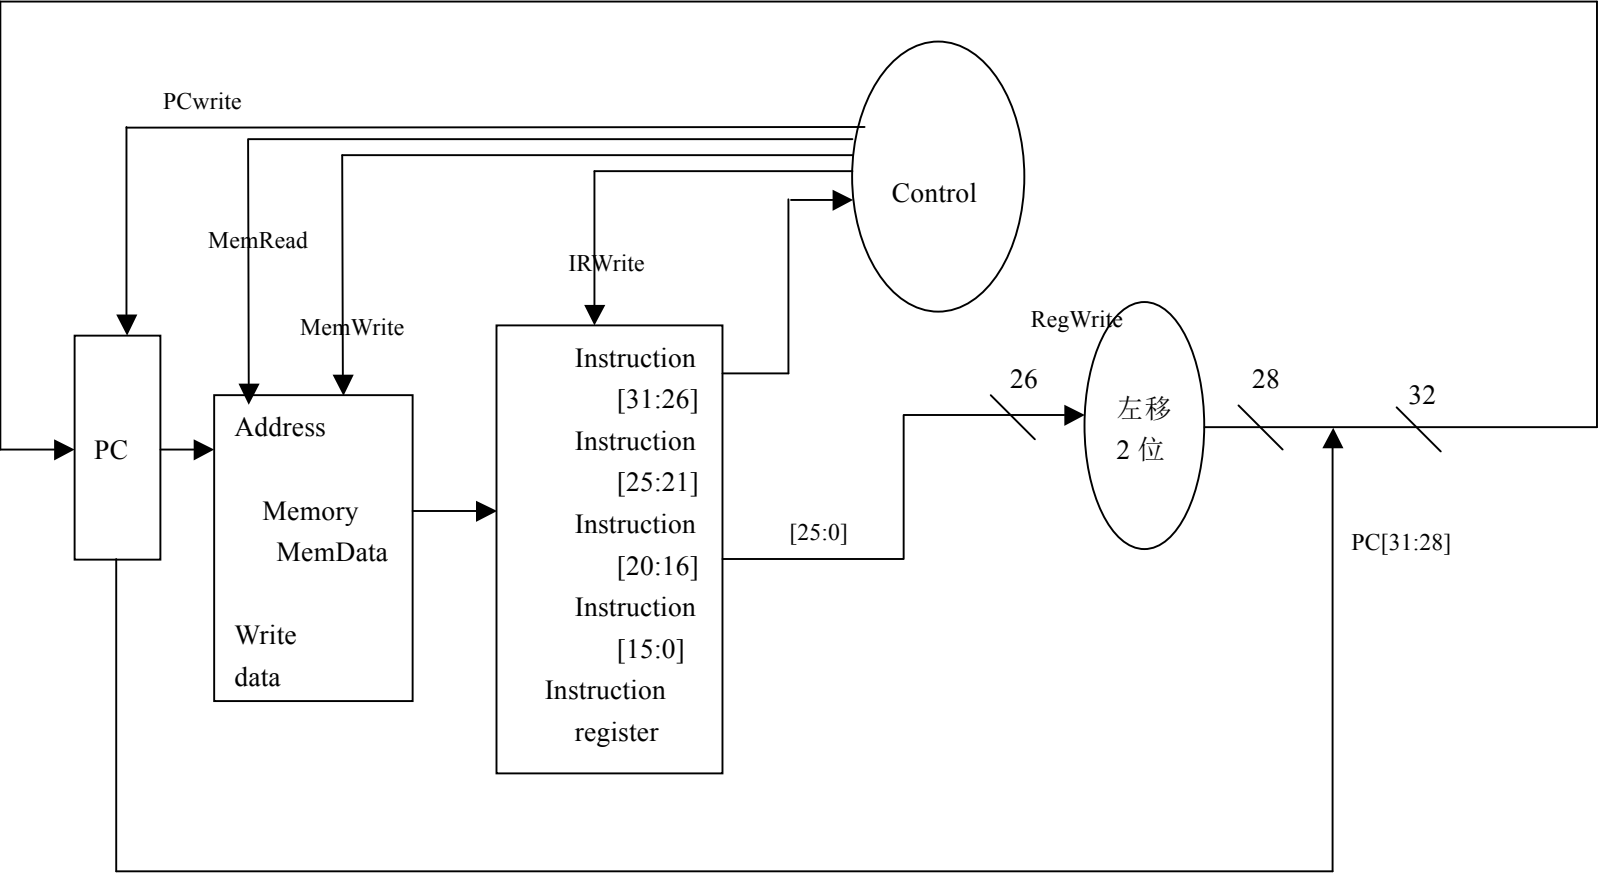 PCwrite
Control
MemRead
IRWrite
MemWrite
RegWrite
Instruction
[31:26]
Instruction
[25:21]
Instruction
[20:16]
Instruction
[15:0]
Instruction
register
26
28
32
左移
2 位
Address
PC
Memory
MemData
Write
data
[25:0]
PC[31:28]